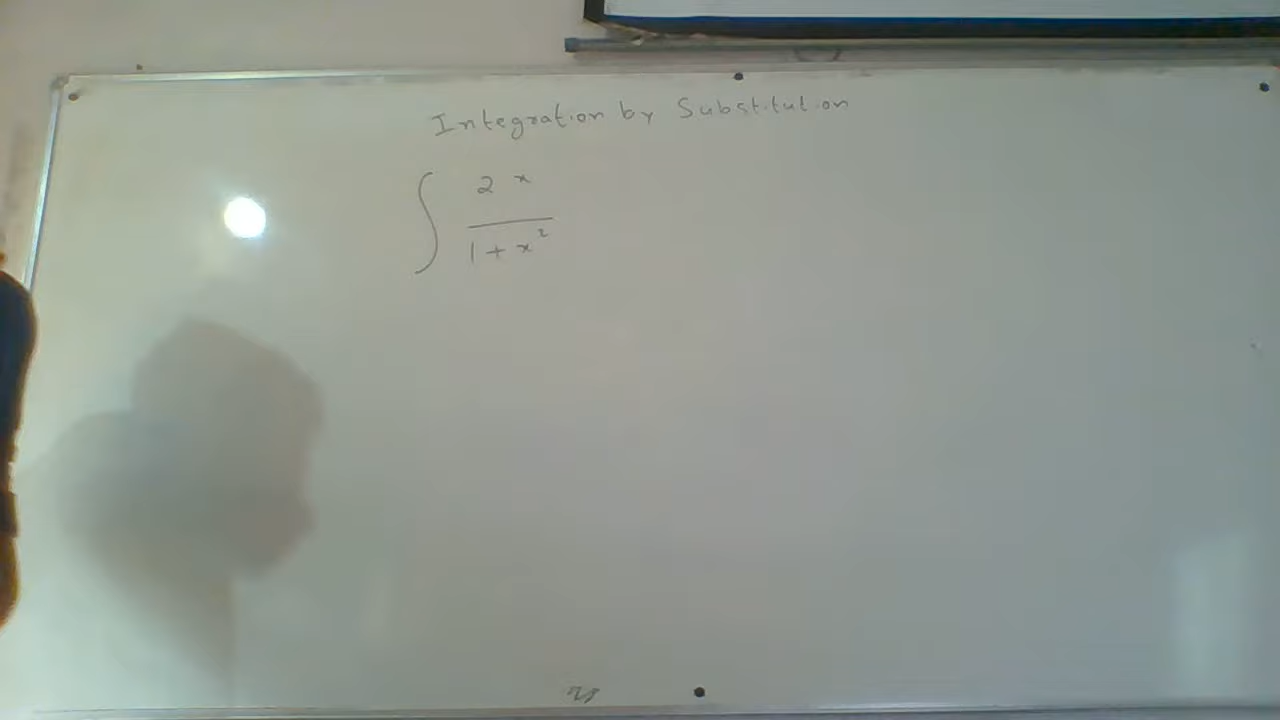 Integration by Substitution
∫ 2x / 1 + x²